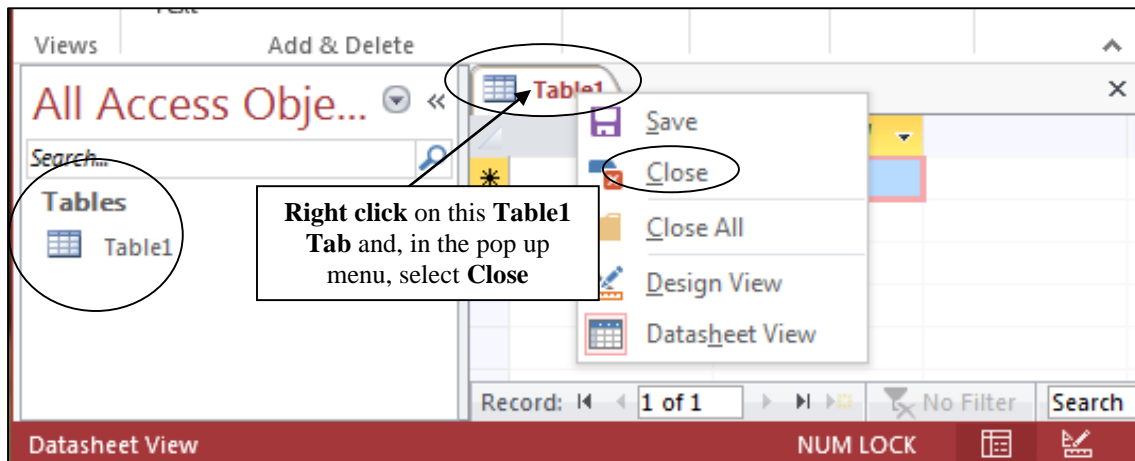 Views
Add & Delete
All Access Obje...
Search...
Tables
Table1
Table1
Save
Close
Close All
Design View
Datasheet View
Right click on this Table1
Tab and, in the pop up
menu, select Close
Record:
1 of 1
No Filter
Search
Datasheet View
NUM LOCK